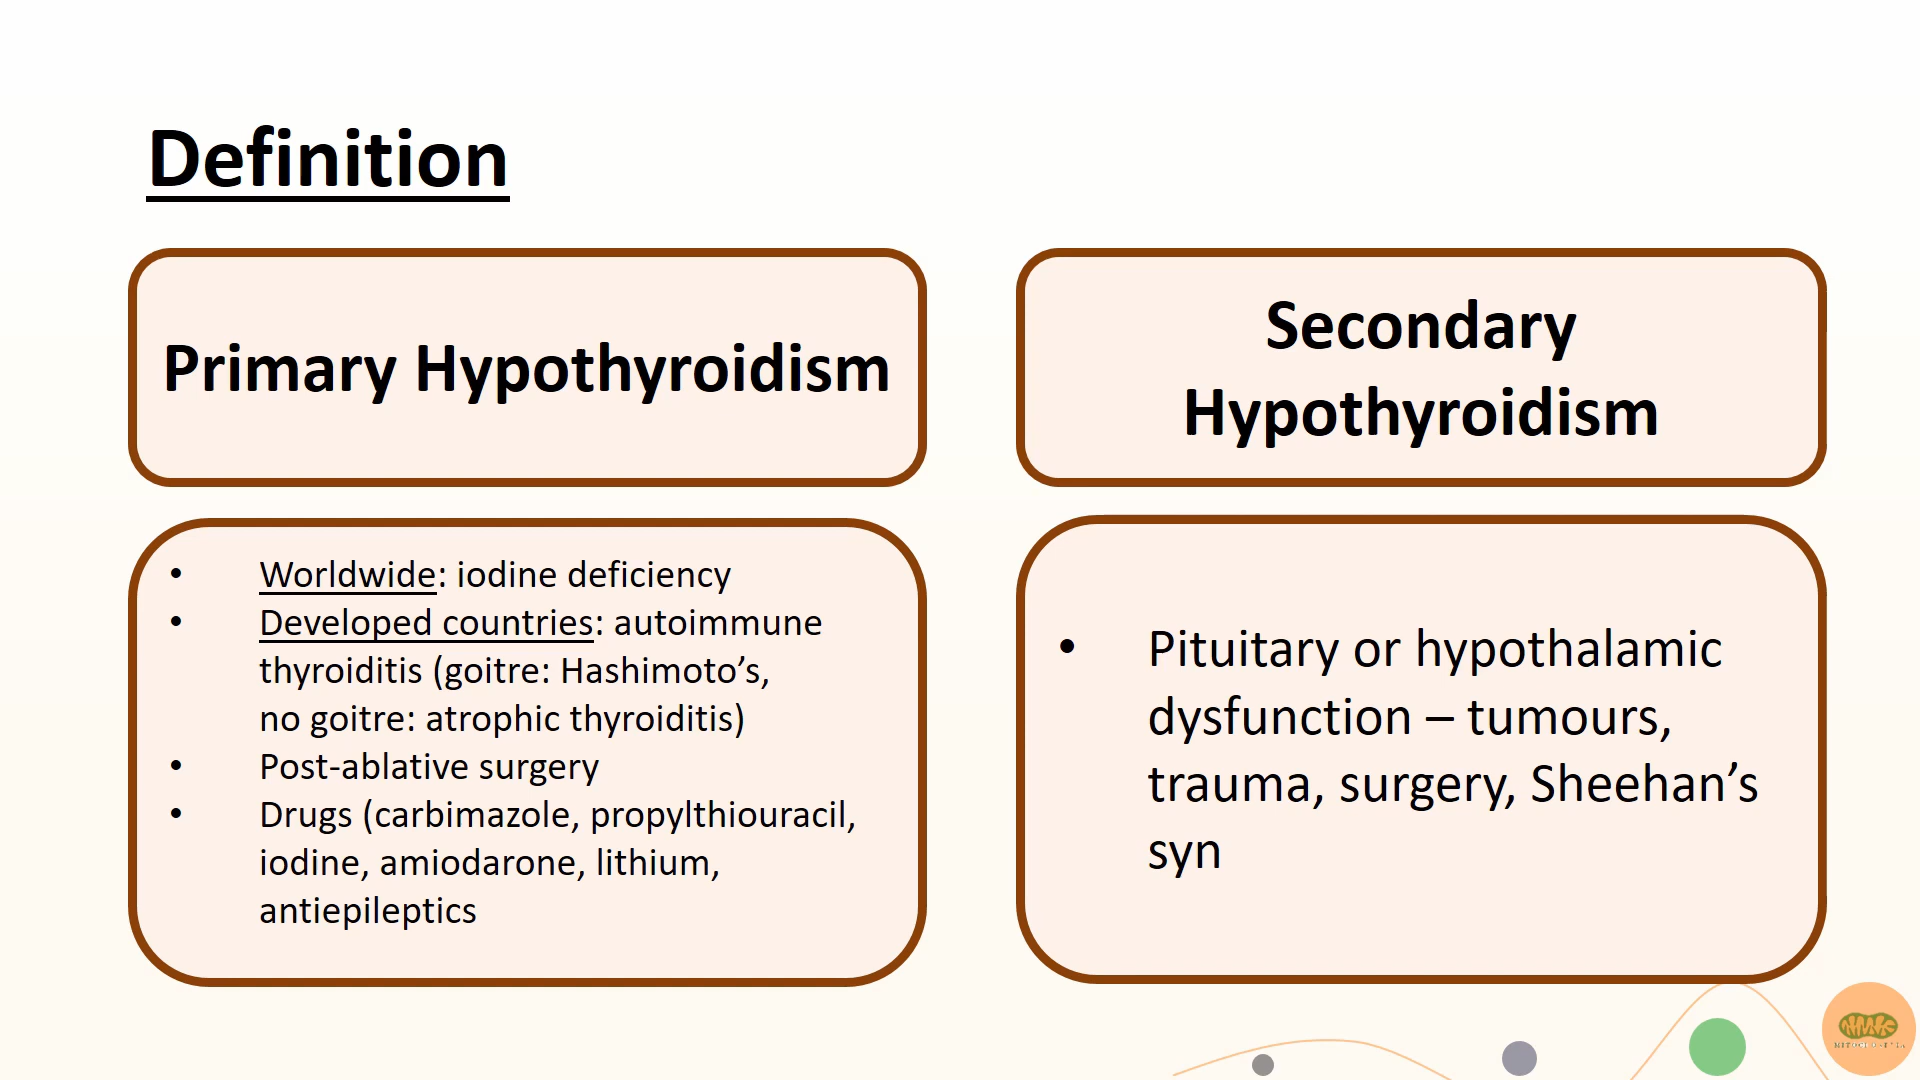 Definition
Primary Hypothyroidism
Secondary
Hypothyroidism
• Worldwide: iodine deficiency
• Developed countries: autoimmune
thyroiditis (goitre: Hashimoto’s,
no goitre: atrophic thyroiditis)
• Post-ablative surgery
• Drugs (carbimazole, propylthiouracil,
iodine, amiodarone, lithium,
antiepileptics
• Pituitary or hypothalamic
dysfunction – tumours,
trauma, surgery, Sheehan’s
syn